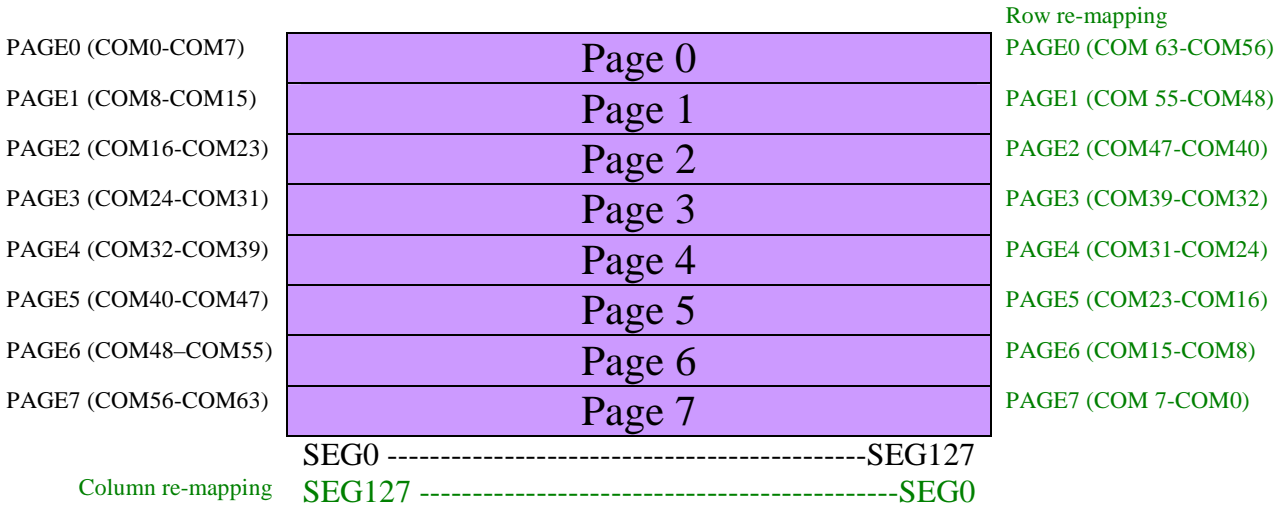 Row re-mapping
PAGE0 (COM0-COM7) Page 0 PAGE0 (COM 63-COM56)
PAGE1 (COM8-COM15) Page 1 PAGE1 (COM 55-COM48)
PAGE2 (COM16-COM23) Page 2 PAGE2 (COM47-COM40)
PAGE3 (COM24-COM31) Page 3 PAGE3 (COM39-COM32)
PAGE4 (COM32-COM39) Page 4 PAGE4 (COM31-COM24)
PAGE5 (COM40-COM47) Page 5 PAGE5 (COM23-COM16)
PAGE6 (COM48–COM55) Page 6 PAGE6 (COM15-COM8)
PAGE7 (COM56-COM63) Page 7 PAGE7 (COM 7-COM0)
SEG0 ---------------------------------------------SEG127
Column re-mapping SEG127 ---------------------------------------------SEG0